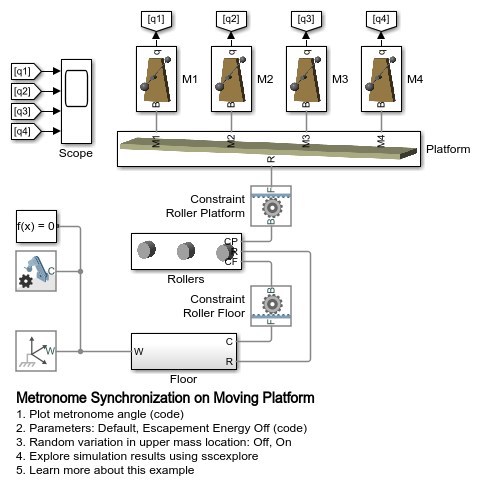 [q1] [q2] [q3] [q4]
q q q q
[q1]
[q2]
[q3]
[q4]
M1 M2 M3 M4
B B B B
Scope
M1 M2 M3 M4
Platform
R
F
Constraint
Roller Platform
B
f(x) = 0
CP
R
CF
Rollers
C
B
Constraint
Roller Floor
F
W
W
C
R
Floor
Metronome Synchronization on Moving Platform
1. Plot metronome angle (code)
2. Parameters: Default, Escapement Energy Off (code)
3. Random variation in upper mass location: Off, On
4. Explore simulation results using sscexplore
5. Learn more about this example